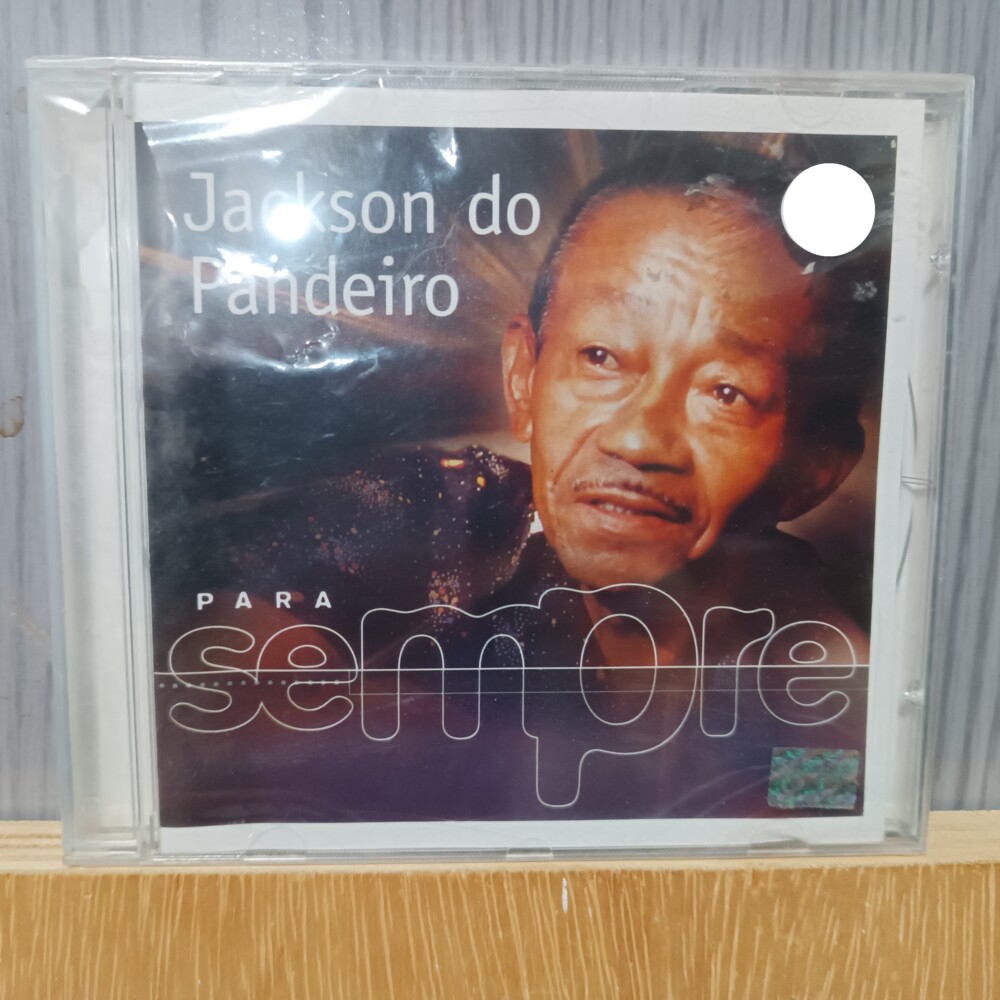 Jackson do
Pandeiro
PARA
sempre